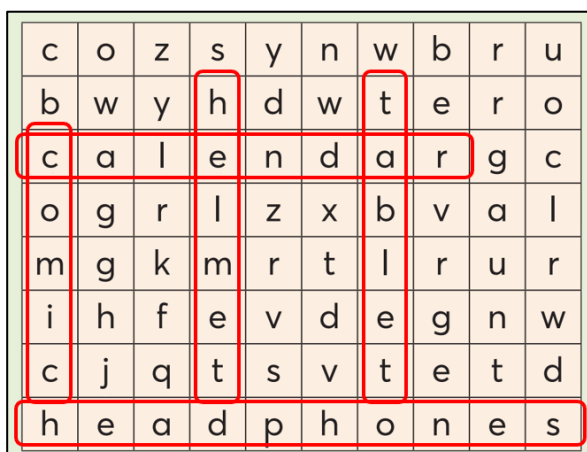 c o z s y n w b r u
b w y h d w t e r o
c a l e n d a r g c
o g r l z x b v a l
m g k m r t l r u r
i h f e v d e g n w
c j q t s v t e t d
h e a d p h o n e s